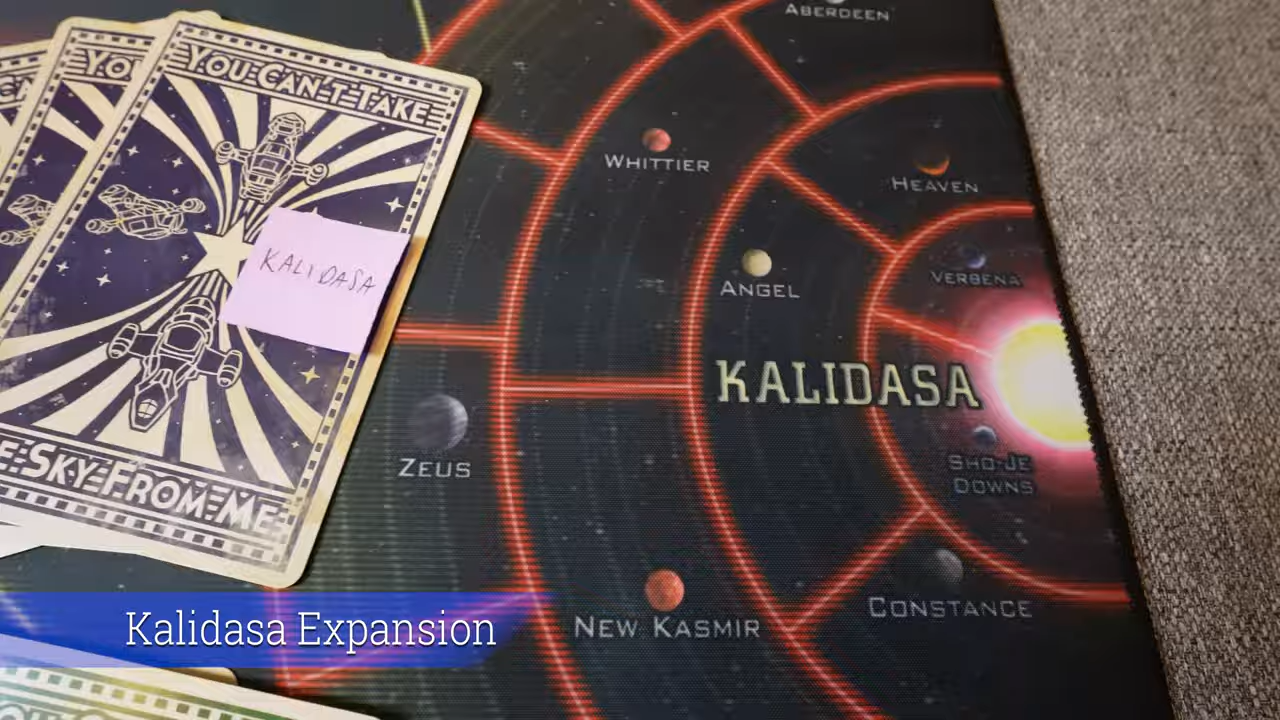 ABERDEEN
YOU
YOU·CAN'T·TAKE
WHITTIER
HEAVEN
KALIDASA
VERBENA
ANGEL
KALIDASA
ZEUS
SHO-JE
DOWNS
E·SKY·FROM·ME
CONSTANCE
NEW KASMIR
Kalidasa Expansion